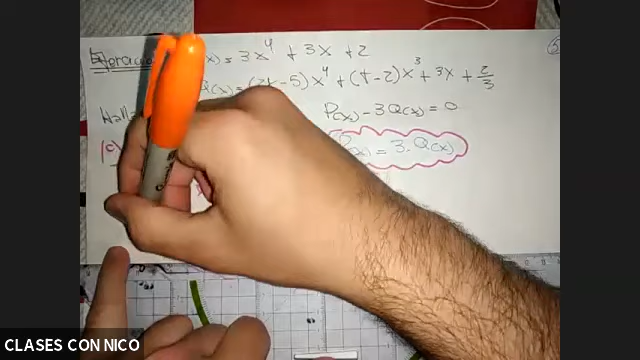 (x) = 3x⁴ + 3x + 2
Q(x) = (2k-5)x⁴ + (k-2)x³ + 3x + 2/3
P(x) - 3Q(x) = 0
P(x) = 3·Q(x)
CLASES CON NICO